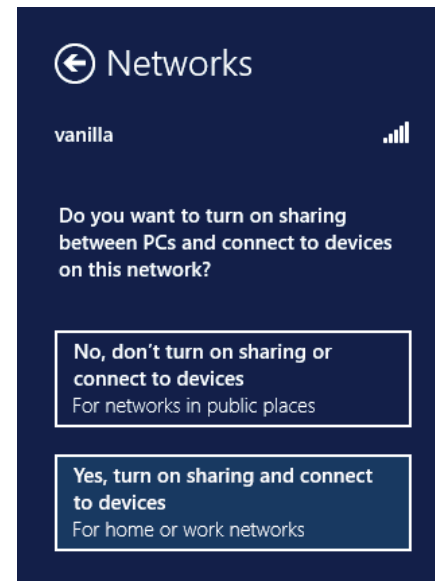 Networks
vanilla
Do you want to turn on sharing
between PCs and connect to devices
on this network?
No, don't turn on sharing or
connect to devices
For networks in public places
Yes, turn on sharing and connect
to devices
For home or work networks